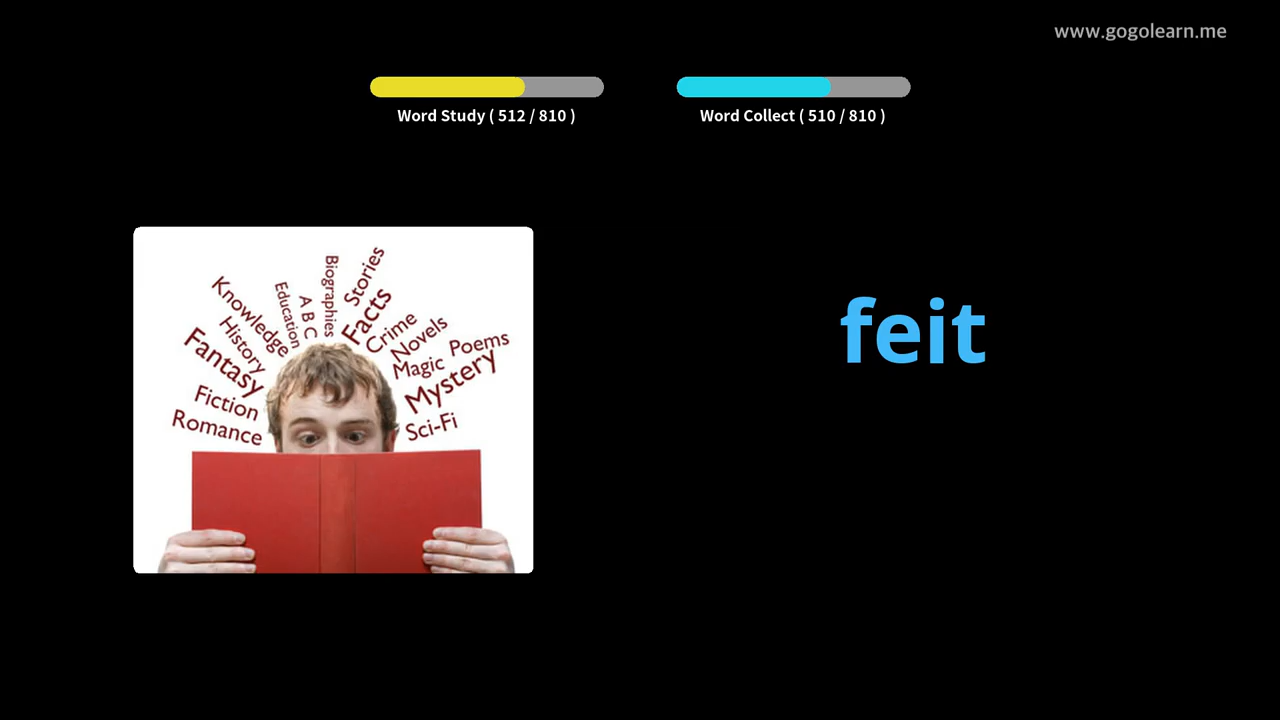 www.gogolearn.me
Word Study ( 512 / 810 )
Word Collect ( 510 / 810 )
feit
Knowledge
Education
A B C
Biographies
Stories
Facts
Crime
Novels
Poems
History
Fantasy
Magic
Mystery
Fiction
Romance
Sci-Fi